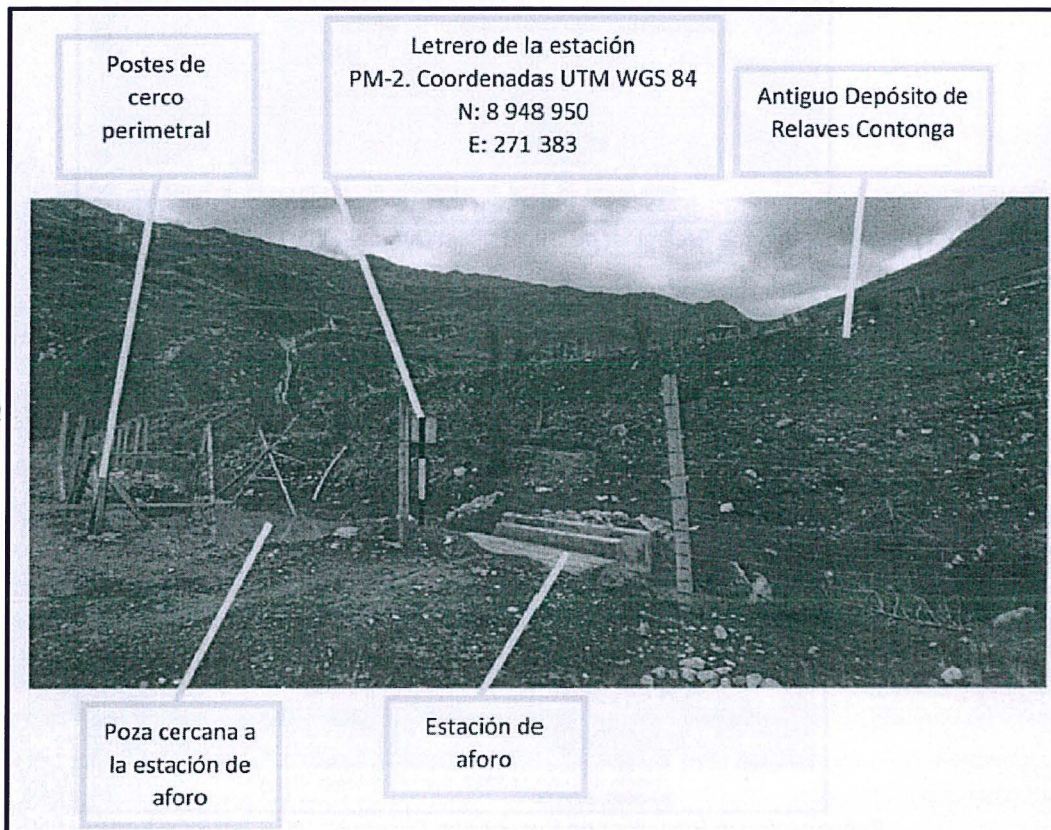 Postes de
cerco
perimetral
Letrero de la estación
PM-2. Coordenadas UTM WGS 84
N: 8 948 950
E: 271 383
Antiguo Depósito de
Relaves Contonga
Poza cercana a
la estación de
aforo
Estación de
aforo